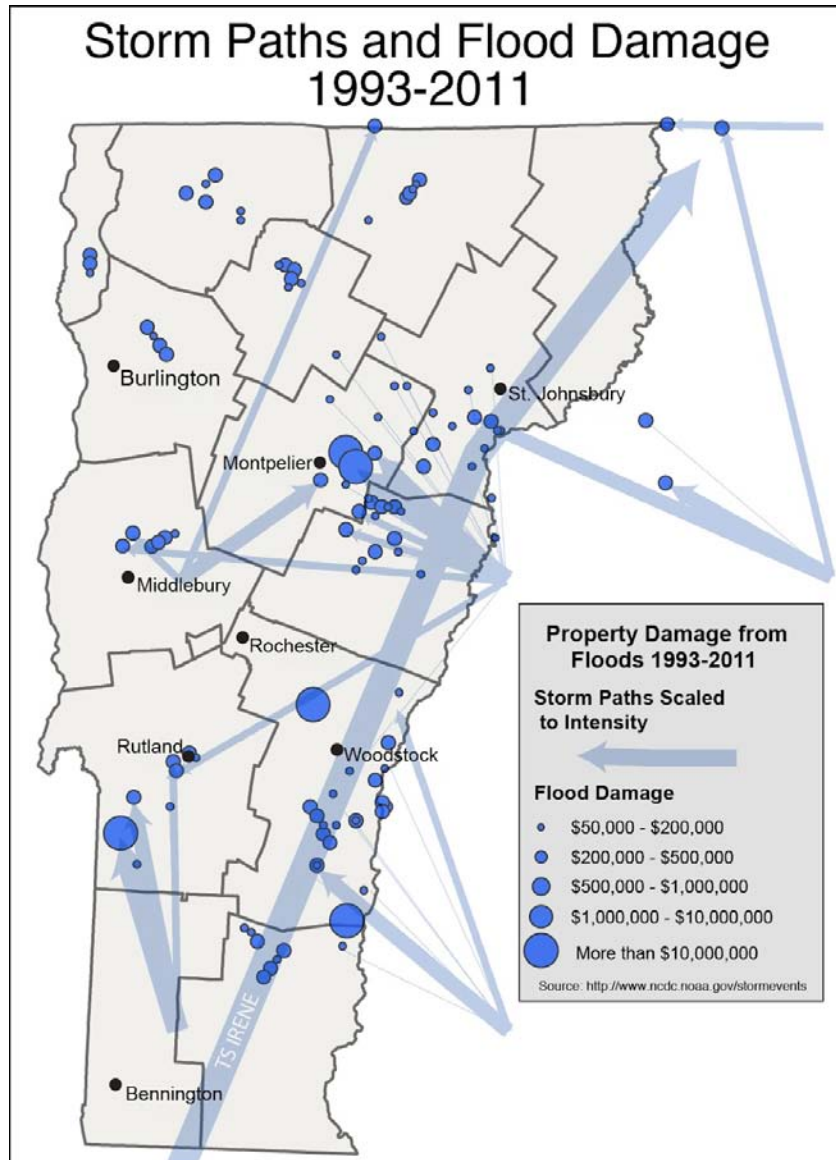 Storm Paths and Flood Damage
1993-2011
Burlington
St. Johnsbury
Montpelier
Middlebury
Rochester
Rutland
Woodstock
TS IRENE
Bennington
Property Damage from
Floods 1993-2011
Storm Paths Scaled
to Intensity
Flood Damage
$50,000 - $200,000
$200,000 - $500,000
$500,000 - $1,000,000
$1,000,000 - $10,000,000
More than $10,000,000
Source: http://www.ncdc.noaa.gov/stormevents